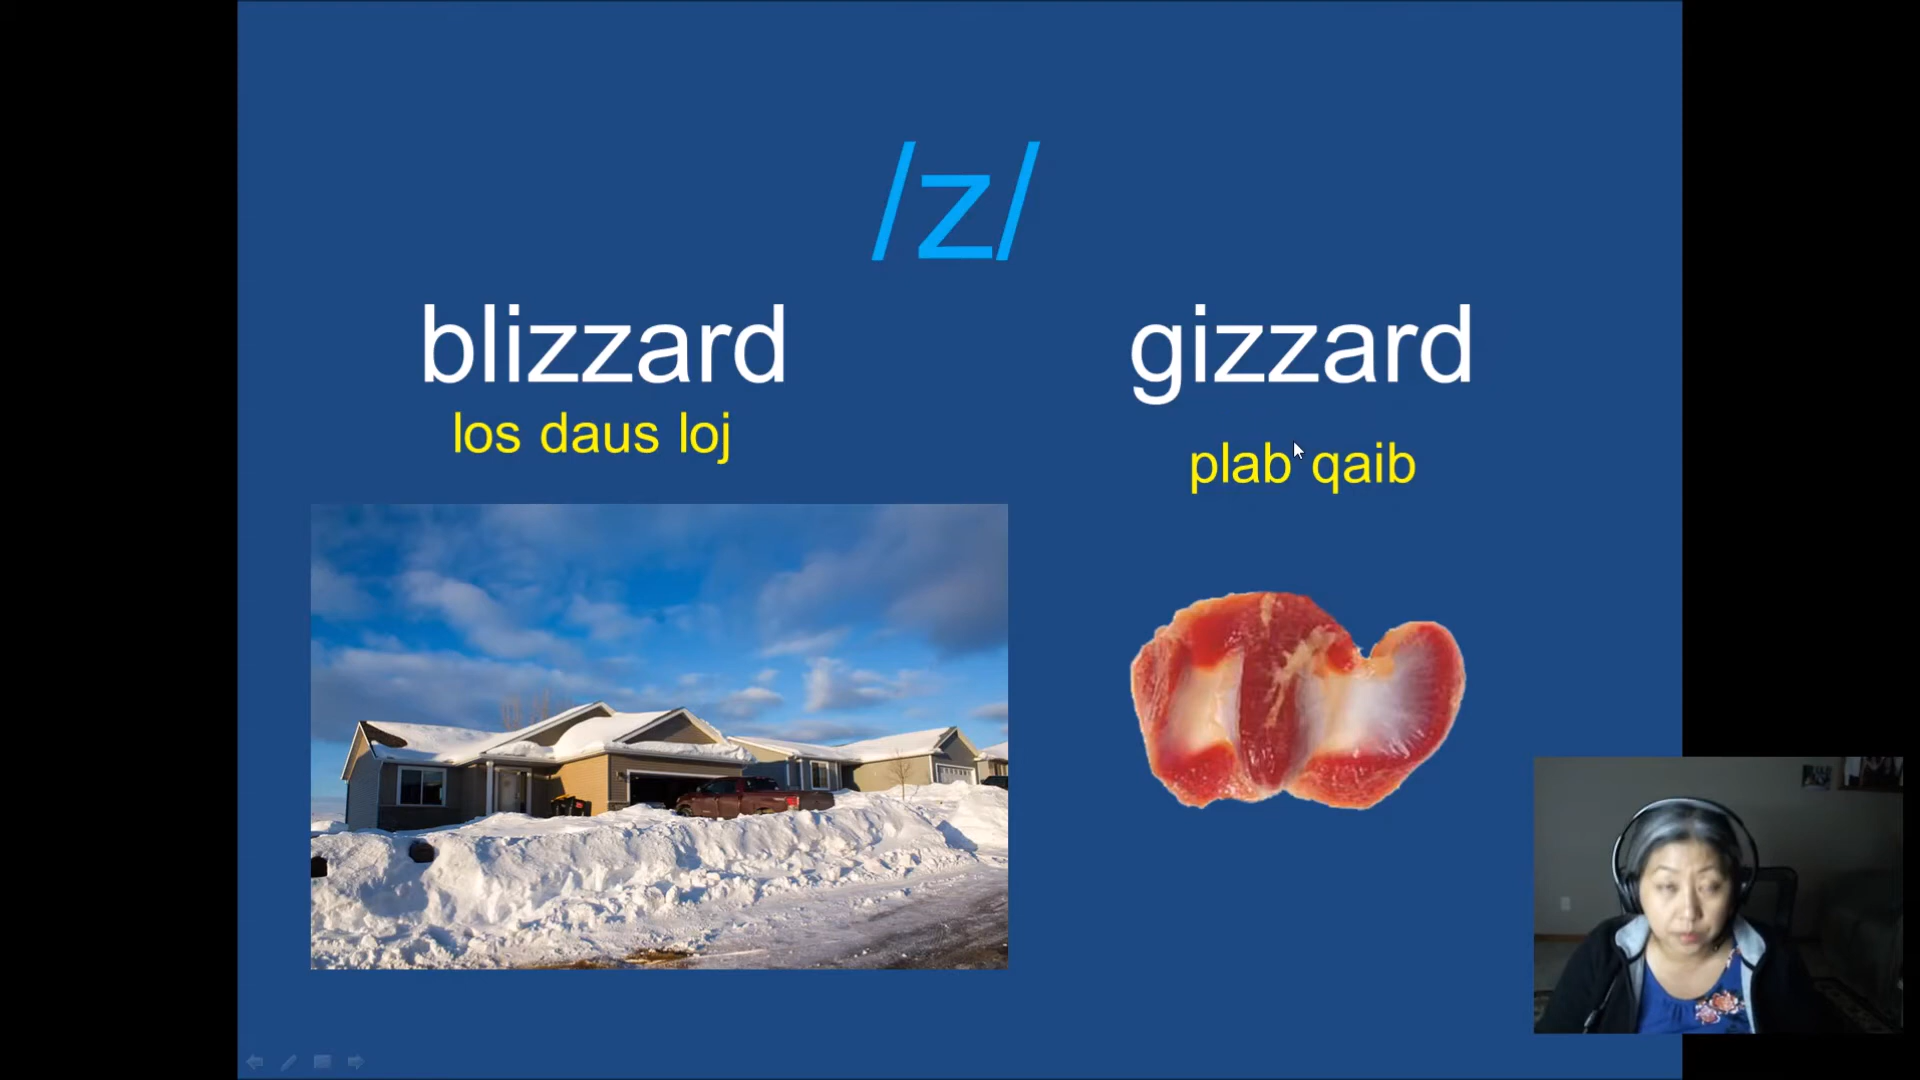 /z/
blizzard
los daus loj
gizzard
plab qaib